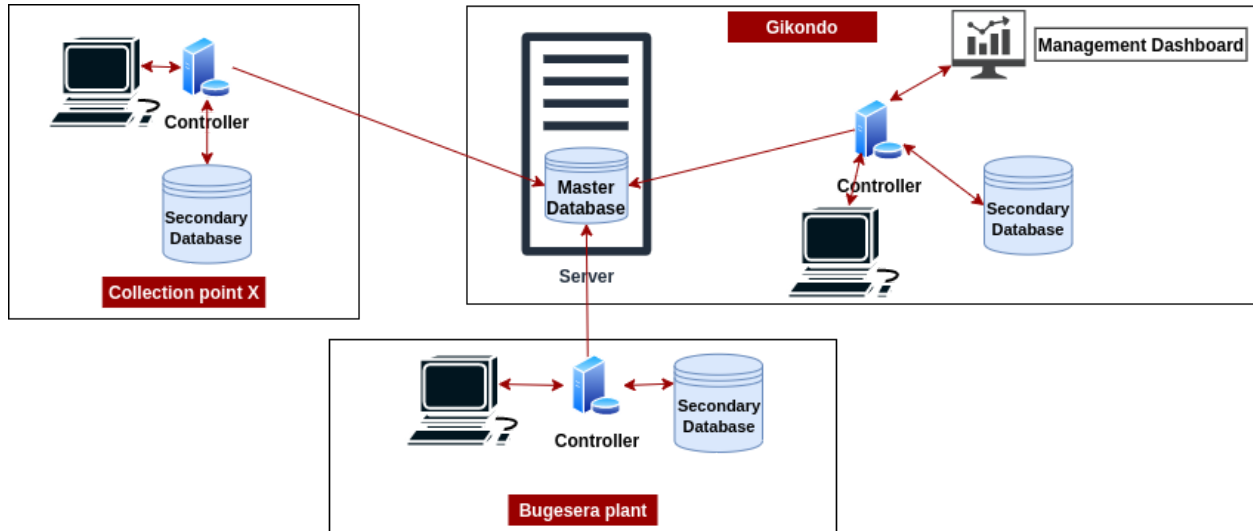 Gikondo
Management Dashboard
Controller
Secondary
Database
Collection point X
Master
Database
Server
Controller
Secondary
Database
Controller
Secondary
Database
Bugesera plant